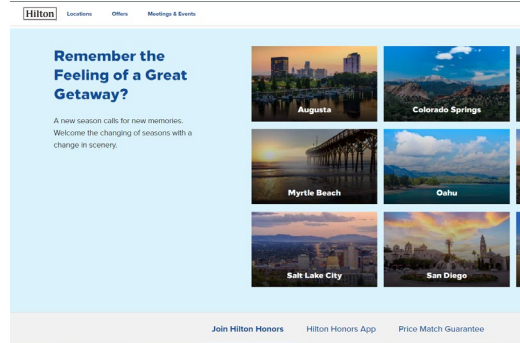 Hilton
Locations Offers Meetings & Events
Remember the
Feeling of a Great
Getaway?
A new season calls for new memories.
Welcome the changing of seasons with a
change in scenery.
Augusta
Colorado Springs
Myrtle Beach
Oahu
Salt Lake City
San Diego
Join Hilton Honors Hilton Honors App Price Match Guarantee